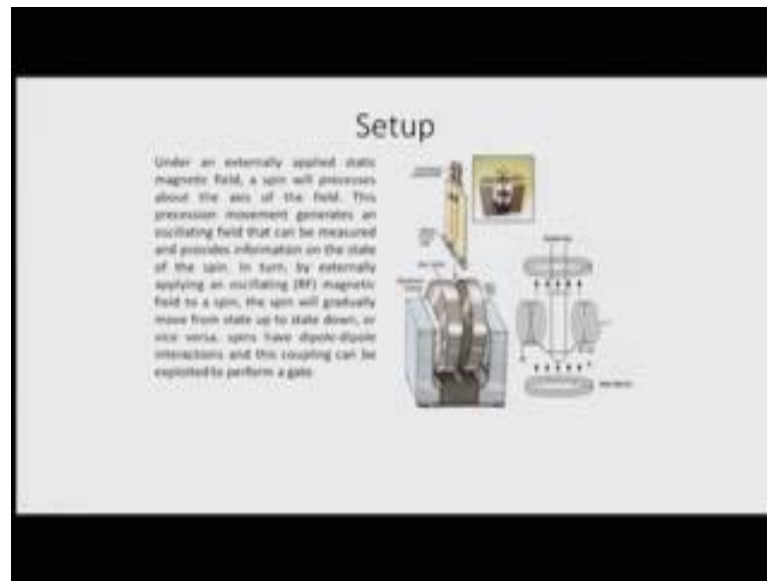 Setup
Under an externally applied static
magnetic field, a spin will processes
about the axis of the field. This
precession movement generates an
oscillating field that can be measured
and provides information on the state
of the spin. In turn, by externally
applying an oscillating (RF) magnetic
field to a spin, the spin will gradually
move from state up to state down, or
vice versa. spins have dipole-dipole
interactions and this coupling can be
exploited to perform a gate.